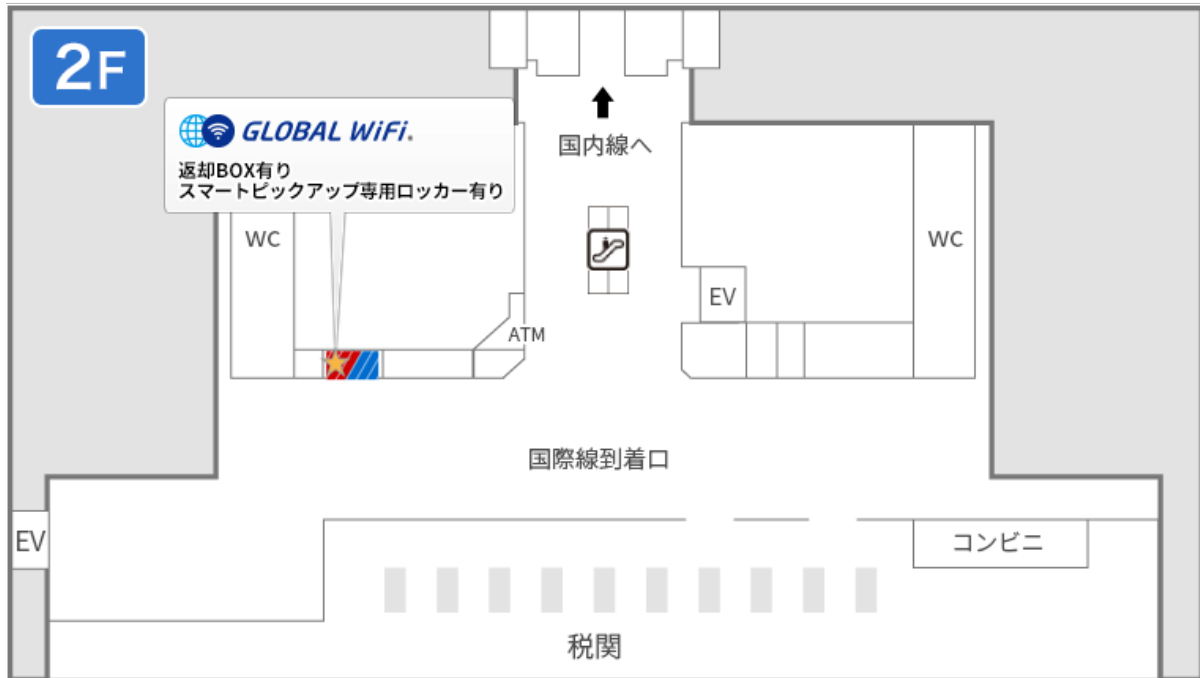 2F
GLOBAL WiFi®
返却BOX有り
スマートピックアップ専用ロッカー有り
国内線へ
WC
WC
EV
ATM
国際線到着口
EV
コンビニ
税関